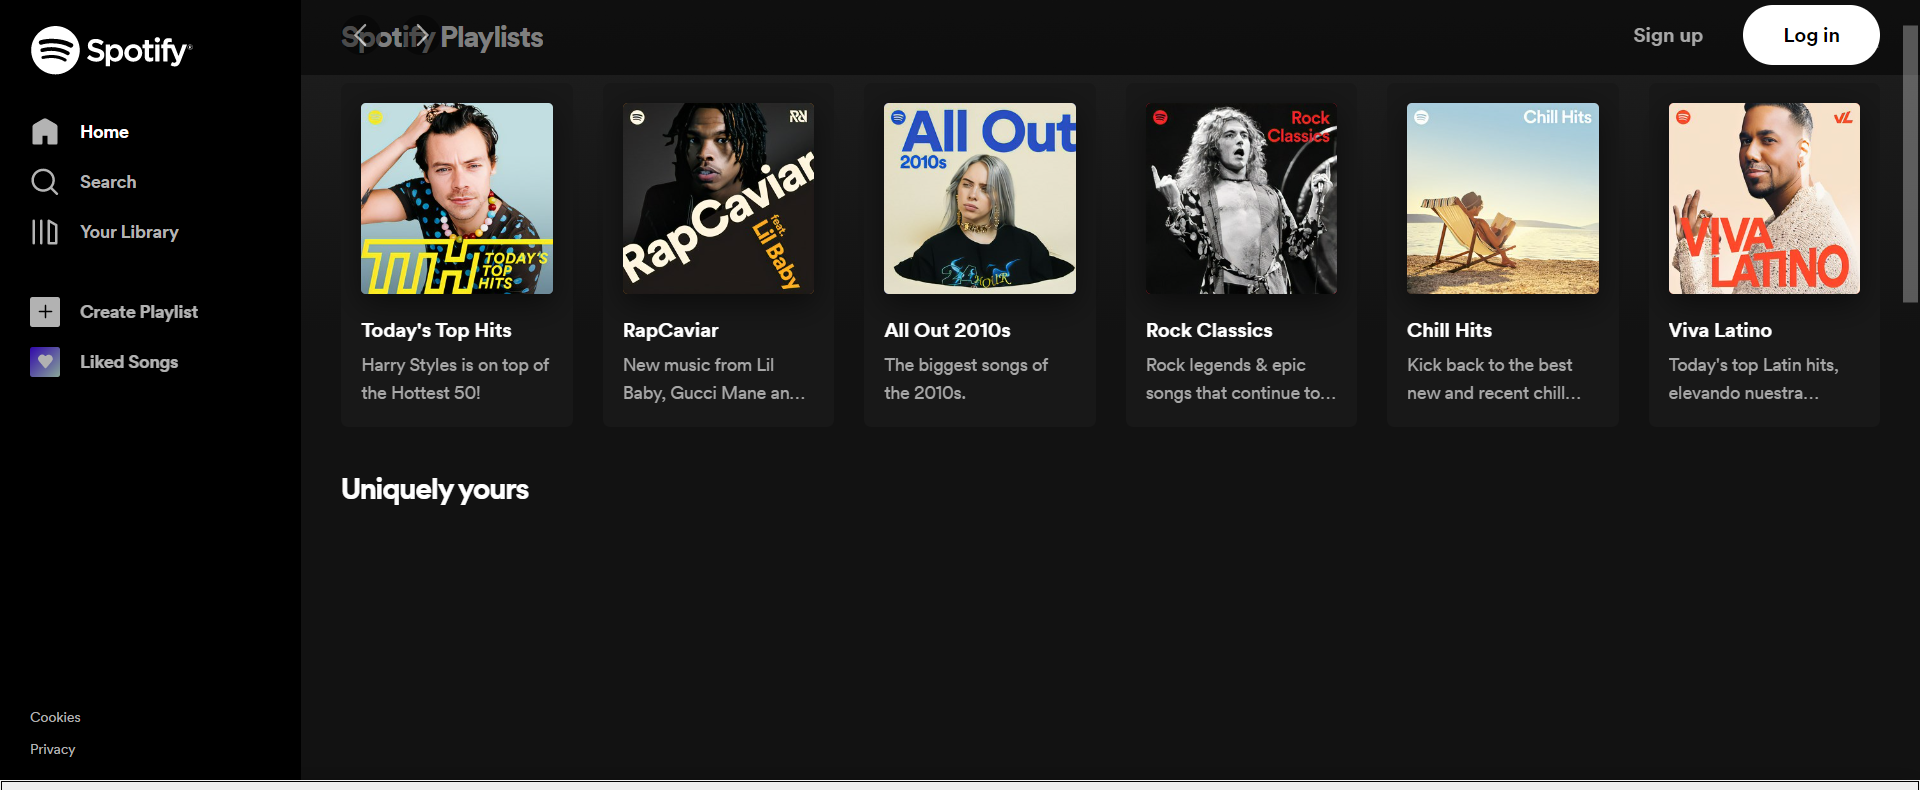 Spotify
Home
Search
Your Library
Create Playlist
Liked Songs
Cookies
Privacy
Spotify Playlists
Sign up
Log in
TTH TODAY'S
TOP
HITS
Today's Top Hits
Harry Styles is on top of
the Hottest 50!
RapCaviar
feat.
Lil Baby
RapCaviar
New music from Lil
Baby, Gucci Mane an...
All Out
2010s
All Out 2010s
The biggest songs of
the 2010s.
Rock
Classics
Rock Classics
Rock legends & epic
songs that continue to...
Chill Hits
Chill Hits
Kick back to the best
new and recent chill...
VL
VIVA
LATINO
Viva Latino
Today's top Latin hits,
elevando nuestra...
Uniquely yours